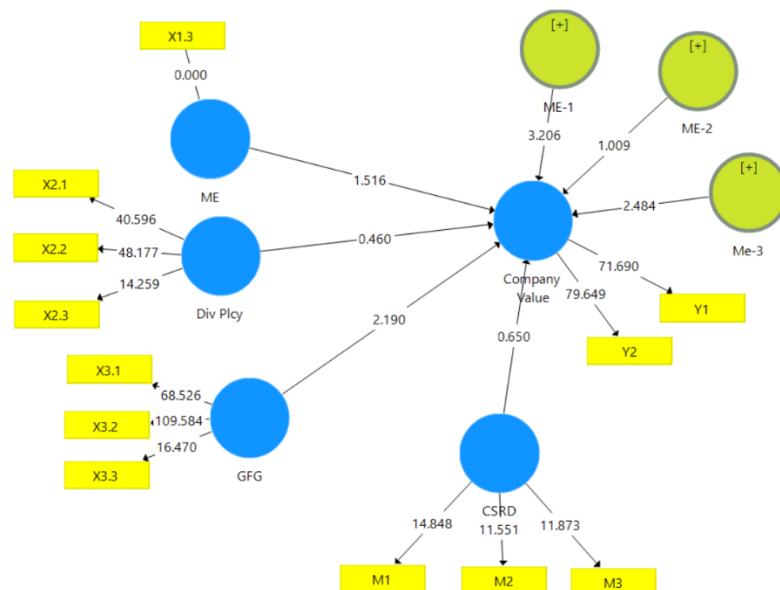 X1.3
0.000
ME
[+]
ME-1
3.206
[+]
ME-2
1.009
[+]
Me-3
2.484
1.516
X2.1
40.596
X2.2
48.177
X2.3
14.259
Div Plcy
0.460
Company
Value
71.690
Y1
79.649
Y2
2.190
0.650
X3.1
68.526
X3.2
109.584
X3.3
16.470
GFG
CSRD
14.848
11.551
11.873
M1
M2
M3